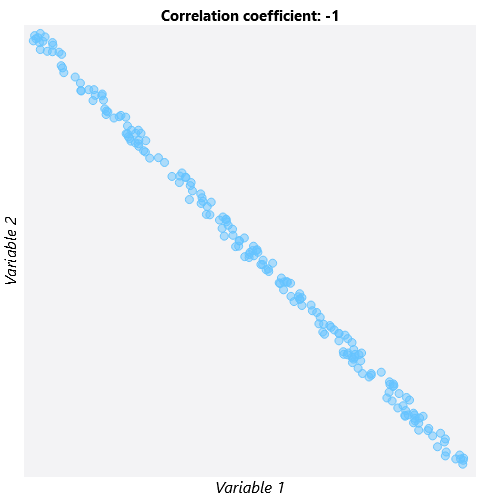 Correlation coefficient: -1
Variable 2
Variable 1